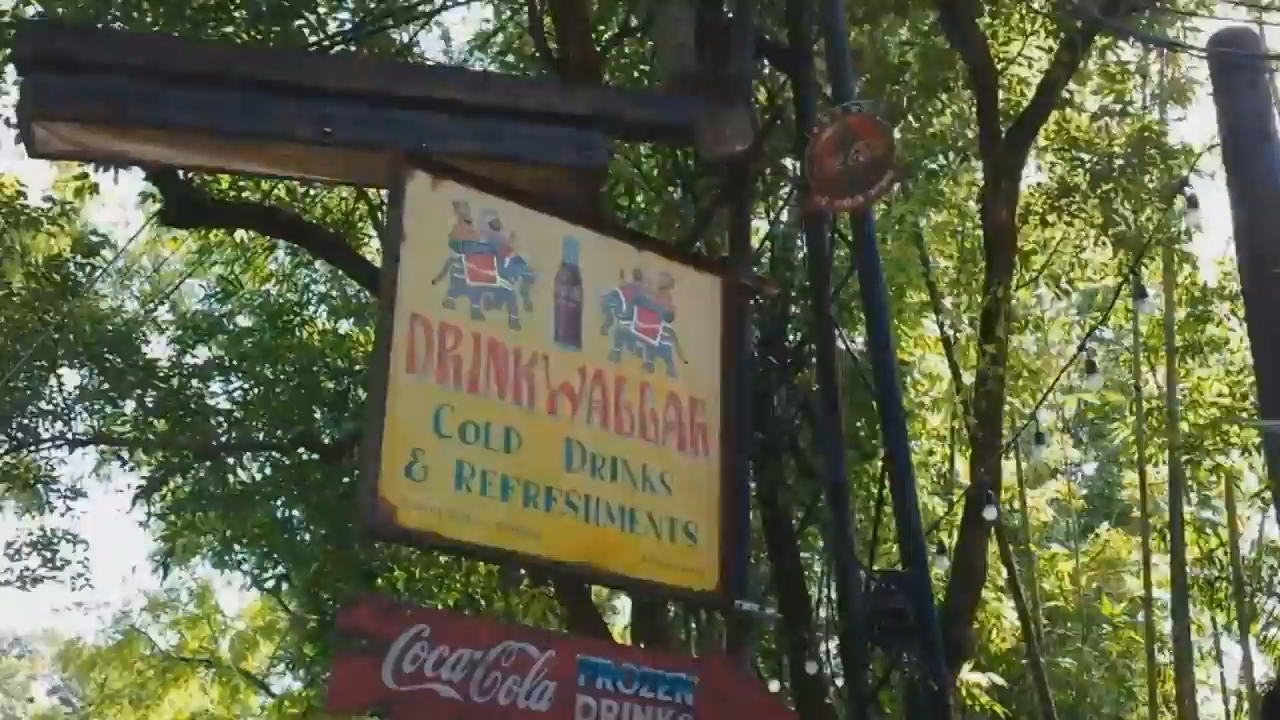 DRINKWALLAH
COLD DRINKS
& REFRESHMENTS
Coca-Cola FROZEN
DRINKS